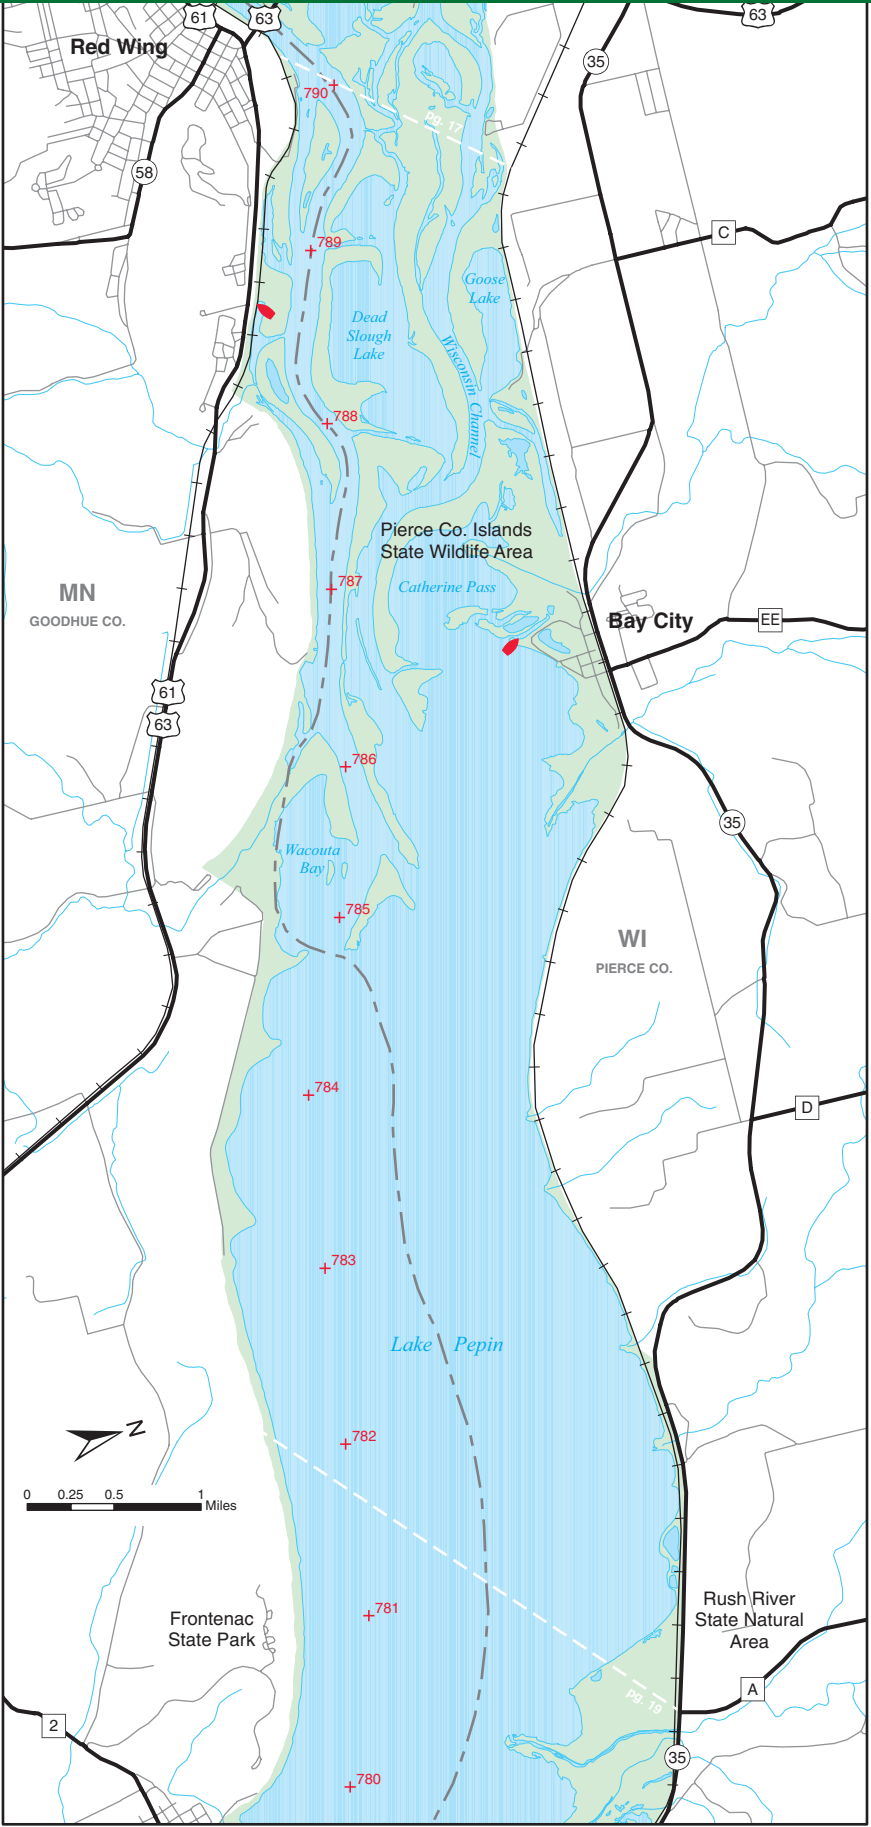 61
63
63
Red Wing
35
790
pg. 17
58
C
789
Goose
Lake
Dead
Slough
Lake
Wisconsin Channel
788
Pierce Co. Islands
State Wildlife Area
787
Catherine Pass
MN
GOODHUE CO.
Bay City
EE
61
63
786
35
Wacouta
Bay
785
WI
PIERCE CO.
784
D
783
Lake Pepin
N
782
0 0.25 0.5 1
Miles
781
Frontenac
State Park
Rush River
State Natural
Area
A
pg. 19
2
35
780